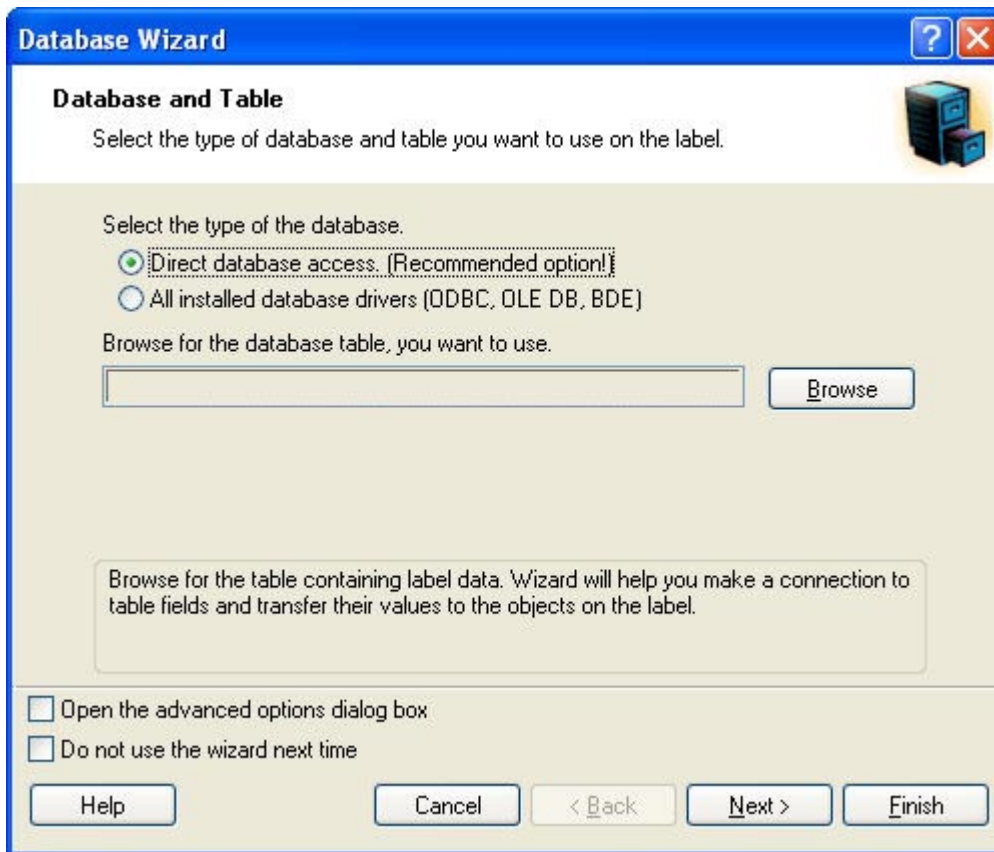 Database Wizard
?
Database and Table
Select the type of database and table you want to use on the label.
Select the type of the database.
Direct database access. (Recommended option!)
All installed database drivers (ODBC, OLE DB, BDE)
Browse for the database table, you want to use.
Browse
Browse for the table containing label data. Wizard will help you make a connection to
table fields and transfer their values to the objects on the label.
Open the advanced options dialog box
Do not use the wizard next time
Help Cancel < Back Next > Finish